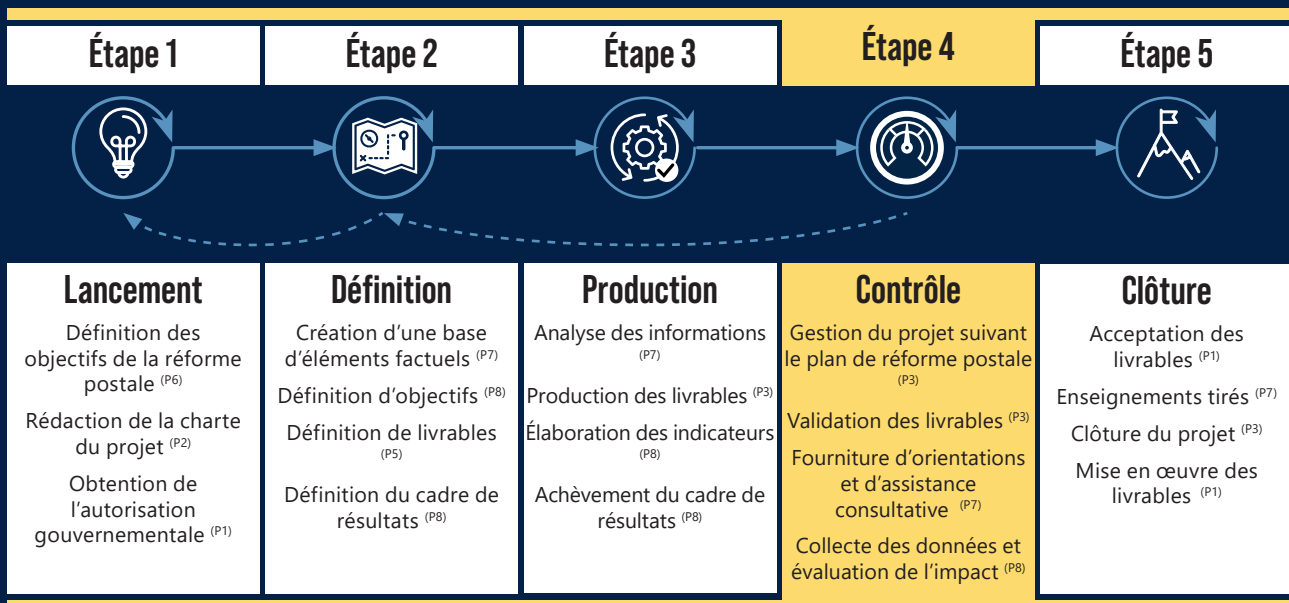 Étape 1
Étape 2
Étape 3
Étape 4
Étape 5
Lancement
Définition des
objectifs de la réforme
postale (P6)
Rédaction de la charte
du projet (P2)
Obtention de
l'autorisation
gouvernementale (P1)
Définition
Création d'une base
d'éléments factuels (P7)
Définition d'objectifs (P8)
Définition de livrables
(P5)
Définition du cadre de
résultats (P8)
Production
Analyse des informations
(P7)
Production des livrables (P3)
Élaboration des indicateurs
(P8)
Achèvement du cadre de
résultats (P8)
Contrôle
Gestion du projet suivant
le plan de réforme postale
(P3)
Validation des livrables (P3)
Fourniture d'orientations
et d'assistance
consultative (P7)
Collecte des données et
évaluation de l'impact (P8)
Clôture
Acceptation des
livrables (P1)
Enseignements tirés (P7)
Clôture du projet (P3)
Mise en œuvre des
livrables (P1)